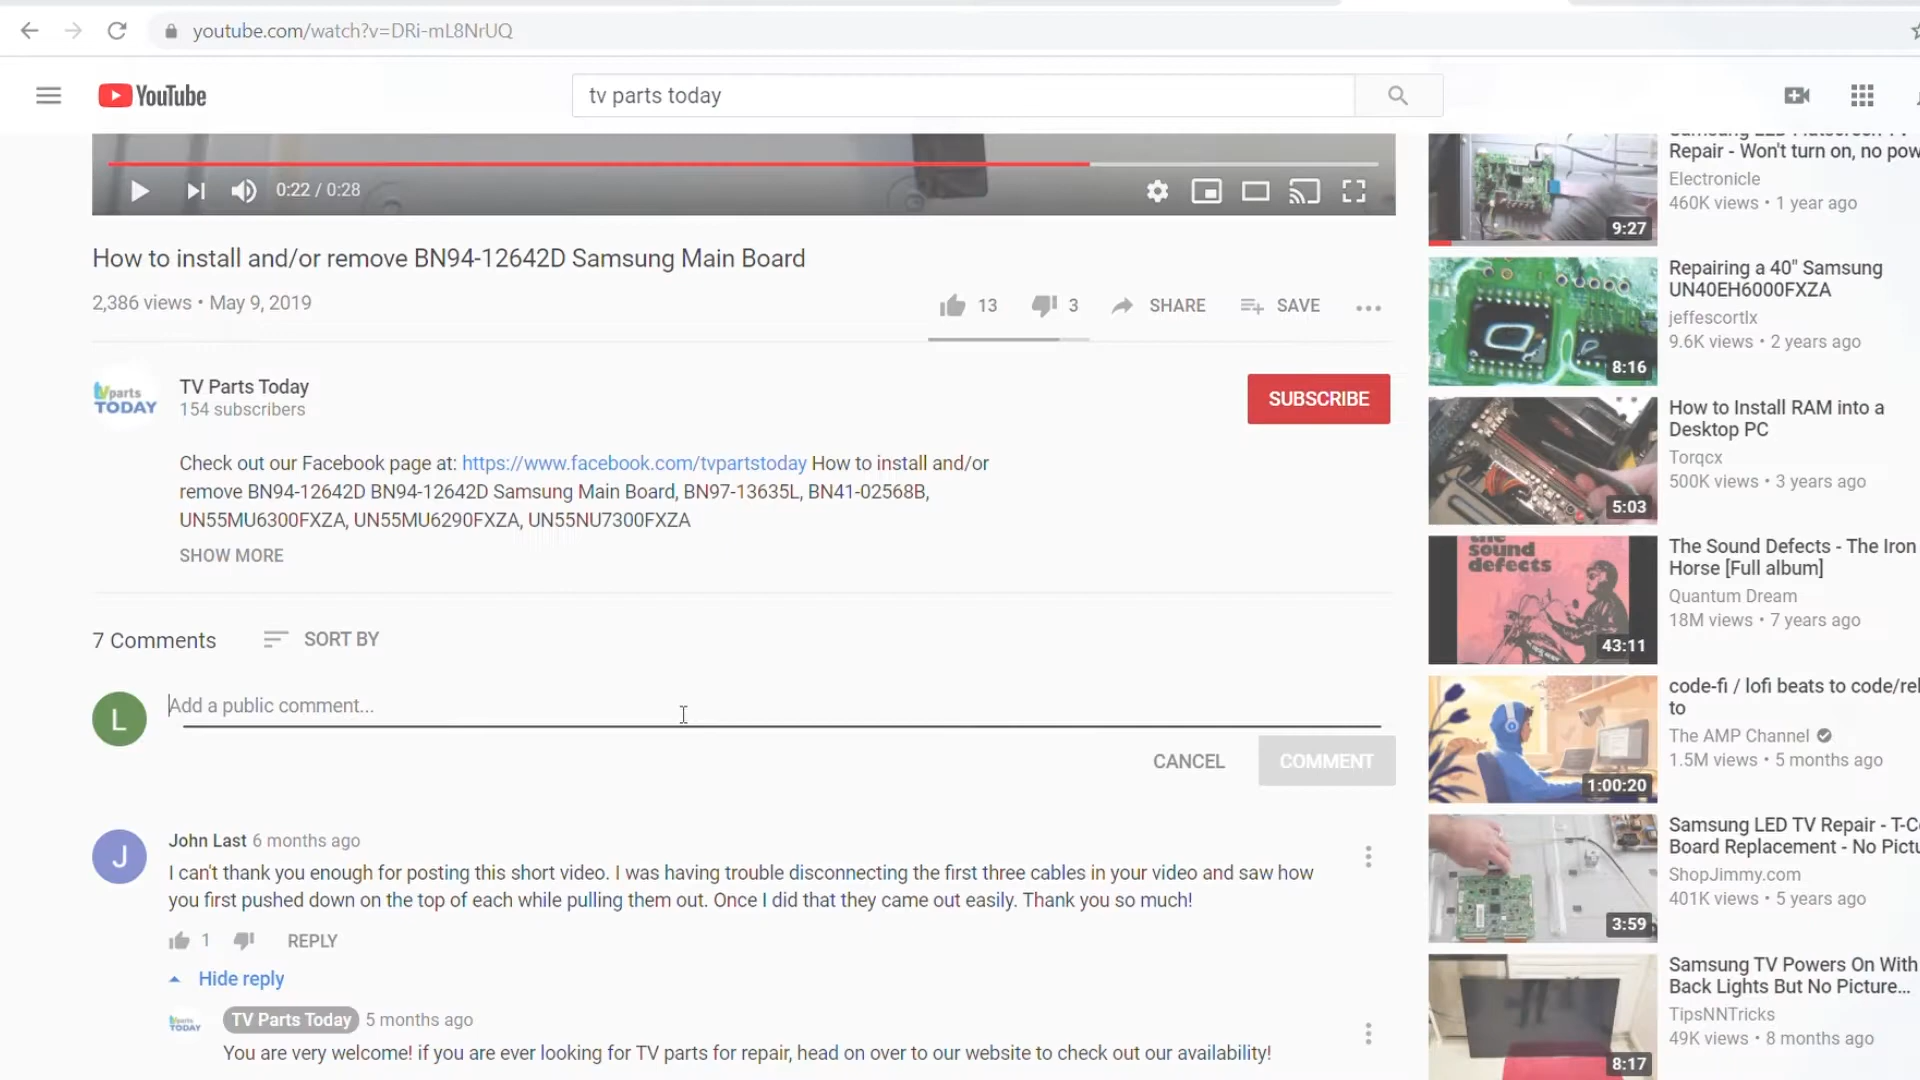 youtube.com/watch?v=DRi-mL8NrUQ
YouTube
tv parts today
0:22 / 0:28
How to install and/or remove BN94-12642D Samsung Main Board
2,386 views • May 9, 2019
13
3
SHARE
SAVE
tvparts
TODAY
TV Parts Today
154 subscribers
SUBSCRIBE
Check out our Facebook page at: https://www.facebook.com/tvpartstoday How to install and/or
remove BN94-12642D BN94-12642D Samsung Main Board, BN97-13635L, BN41-02568B,
UN55MU6300FXZA, UN55MU6290FXZA, UN55NU7300FXZA
SHOW MORE
7 Comments
SORT BY
L
Add a public comment...
CANCEL
COMMENT
J
John Last 6 months ago
I can't thank you enough for posting this short video. I was having trouble disconnecting the first three cables in your video and saw how
you first pushed down on the top of each while pulling them out. Once I did that they came out easily. Thank you so much!
1
REPLY
Hide reply
tvparts
TODAY
TV Parts Today 5 months ago
You are very welcome! if you are ever looking for TV parts for repair, head on over to our website to check out our availability!
Samsung LED Flatscreen TV
Repair - Won't turn on, no pow
Electronicle
460K views • 1 year ago
9:27
Repairing a 40" Samsung
UN40EH6000FXZA
jeffescortlx
9.6K views • 2 years ago
8:16
How to Install RAM into a
Desktop PC
Torqcx
500K views • 3 years ago
5:03
the
sound
defects
The Sound Defects - The Iron
Horse [Full album]
Quantum Dream
18M views • 7 years ago
43:11
code-fi / lofi beats to code/rel
to
The AMP Channel
1.5M views • 5 months ago
1:00:20
Samsung LED TV Repair - T-C
Board Replacement - No Pictu
ShopJimmy.com
401K views • 5 years ago
3:59
Samsung TV Powers On With
Back Lights But No Picture...
TipsNNTricks
49K views • 8 months ago
8:17